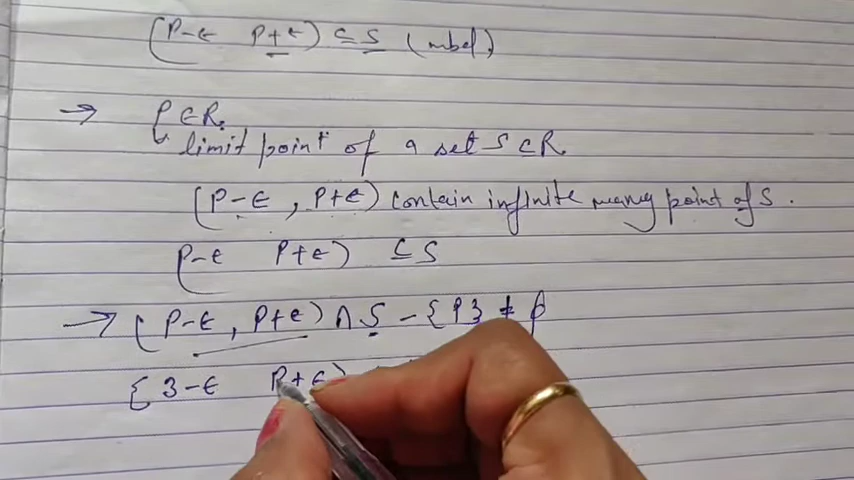 (P-ϵ P+ϵ) ⊆ S (nbd)
→ P ∈ R.
↳ limit point of a set S ⊆ R
(P-ϵ, P+ϵ) contain infinite many point of S.
(P-ϵ P+ϵ) ⊆ S
→ (P-ϵ, P+ϵ) ∩ S - {P} ≠ ϕ
{3-ϵ P+ϵ)